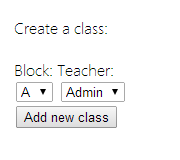 Create a class:
Block: Teacher:
A Admin
Add new class